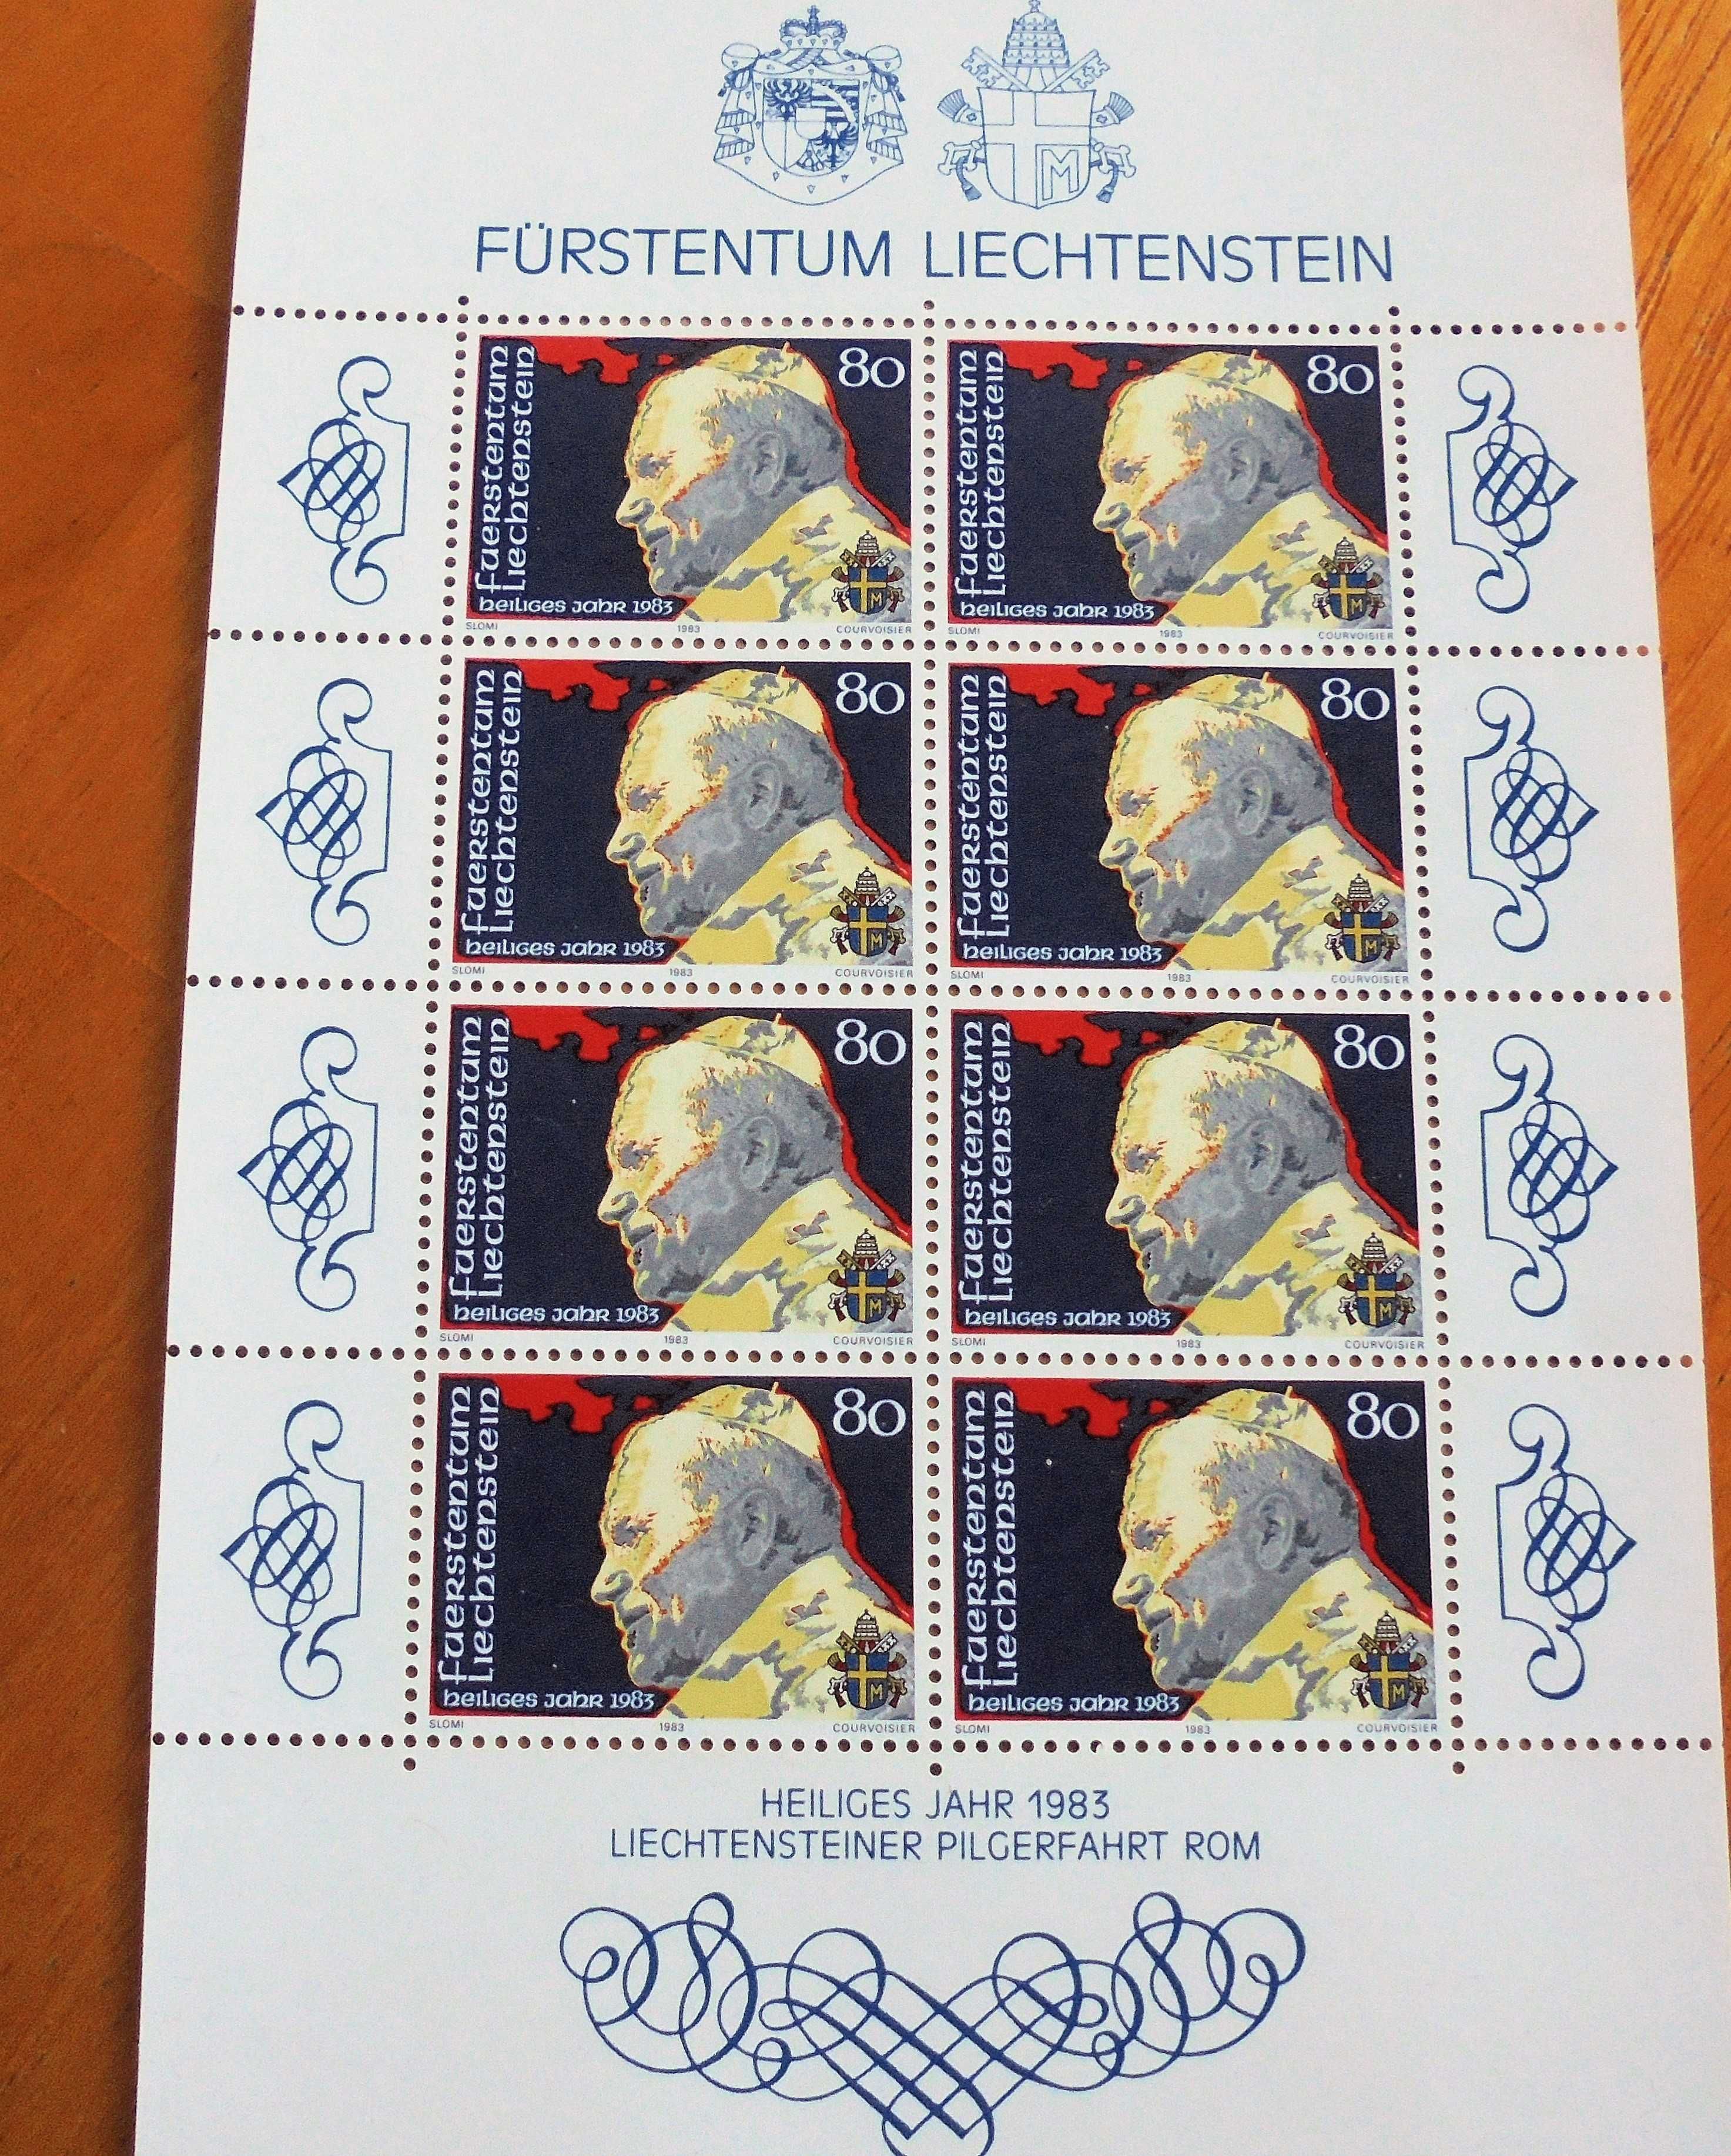 M
FÜRSTENTUM LIECHTENSTEIN
80
fuerstentum
Liechtenstein
M
heiliges Jahr 1983
SLOMI 1983 COURVOISIER
80
fuerstentum
Liechtenstein
M
heiliges Jahr 1983
SLOMI 1983 COURVOISIER
80
fuerstentum
Liechtenstein
M
heiliges Jahr 1983
SLOMI 1983 COURVOISIER
80
fuerstentum
Liechtenstein
M
heiliges Jahr 1983
SLOMI 1983 COURVOISIER
80
fuerstentum
Liechtenstein
M
heiliges Jahr 1983
SLOMI 1983 COURVOISIER
80
fuerstentum
Liechtenstein
M
heiliges Jahr 1983
SLOMI 1983 COURVOISIER
80
fuerstentum
Liechtenstein
M
heiliges Jahr 1983
SLOMI 1983 COURVOISIER
80
fuerstentum
Liechtenstein
M
heiliges Jahr 1983
SLOMI 1983 COURVOISIER
HEILIGES JAHR 1983
LIECHTENSTEINER PILGERFAHRT ROM